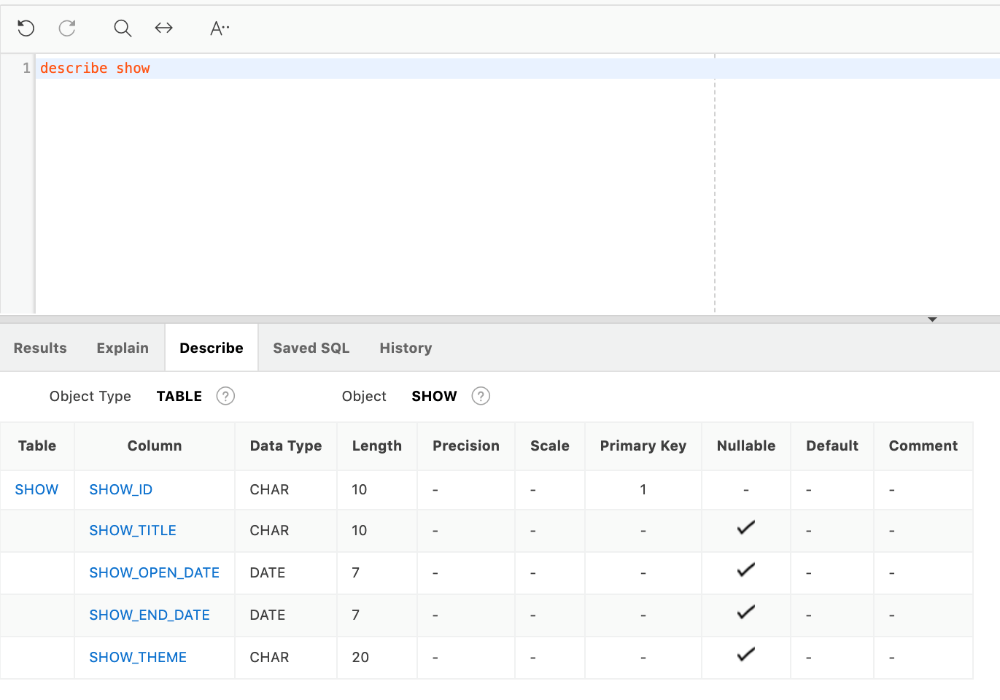 A··
1 describe show
Results Explain Describe Saved SQL History
Object Type TABLE ? Object SHOW ?
Table Column Data Type Length Precision Scale Primary Key Nullable Default Comment
SHOW SHOW_ID CHAR 10 - - 1 - - -
SHOW_TITLE CHAR 10 - - - ✓ - -
SHOW_OPEN_DATE DATE 7 - - - ✓ - -
SHOW_END_DATE DATE 7 - - - ✓ - -
SHOW_THEME CHAR 20 - - - ✓ - -